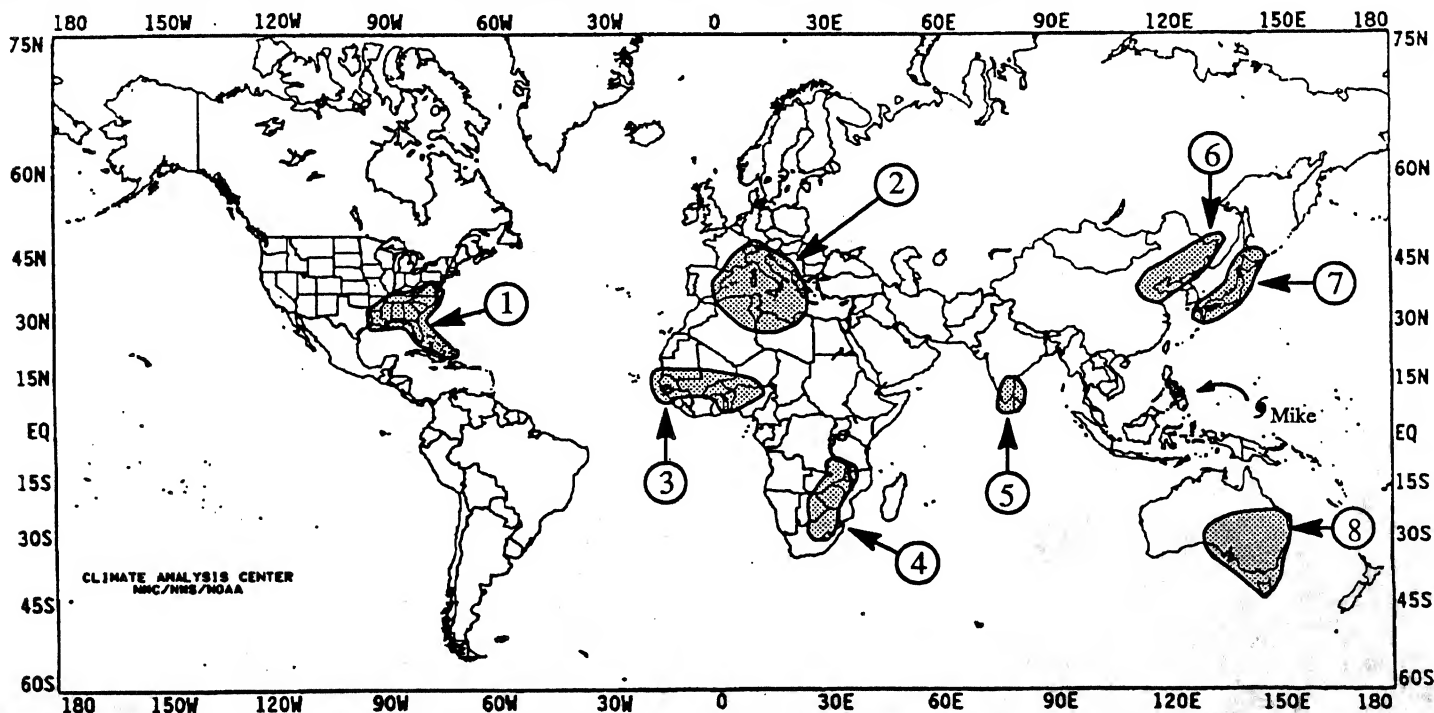 180 150W 120W 90W 60W 30W 0 30E 60E 90E 120E 150E 180
75N 75N
6
60N 60N
2
45N 45N
7
1
30N 30N
15N 15N
Mike
EQ EQ
3
5
15S 15S
8
30S 30S
4
CLIMATE ANALYSIS CENTER
NMC/NWS/NOAA
45S 45S
60S 60S
180 150W 120W 90W 60W 30W 0 30E 60E 90E 120E 150E 180